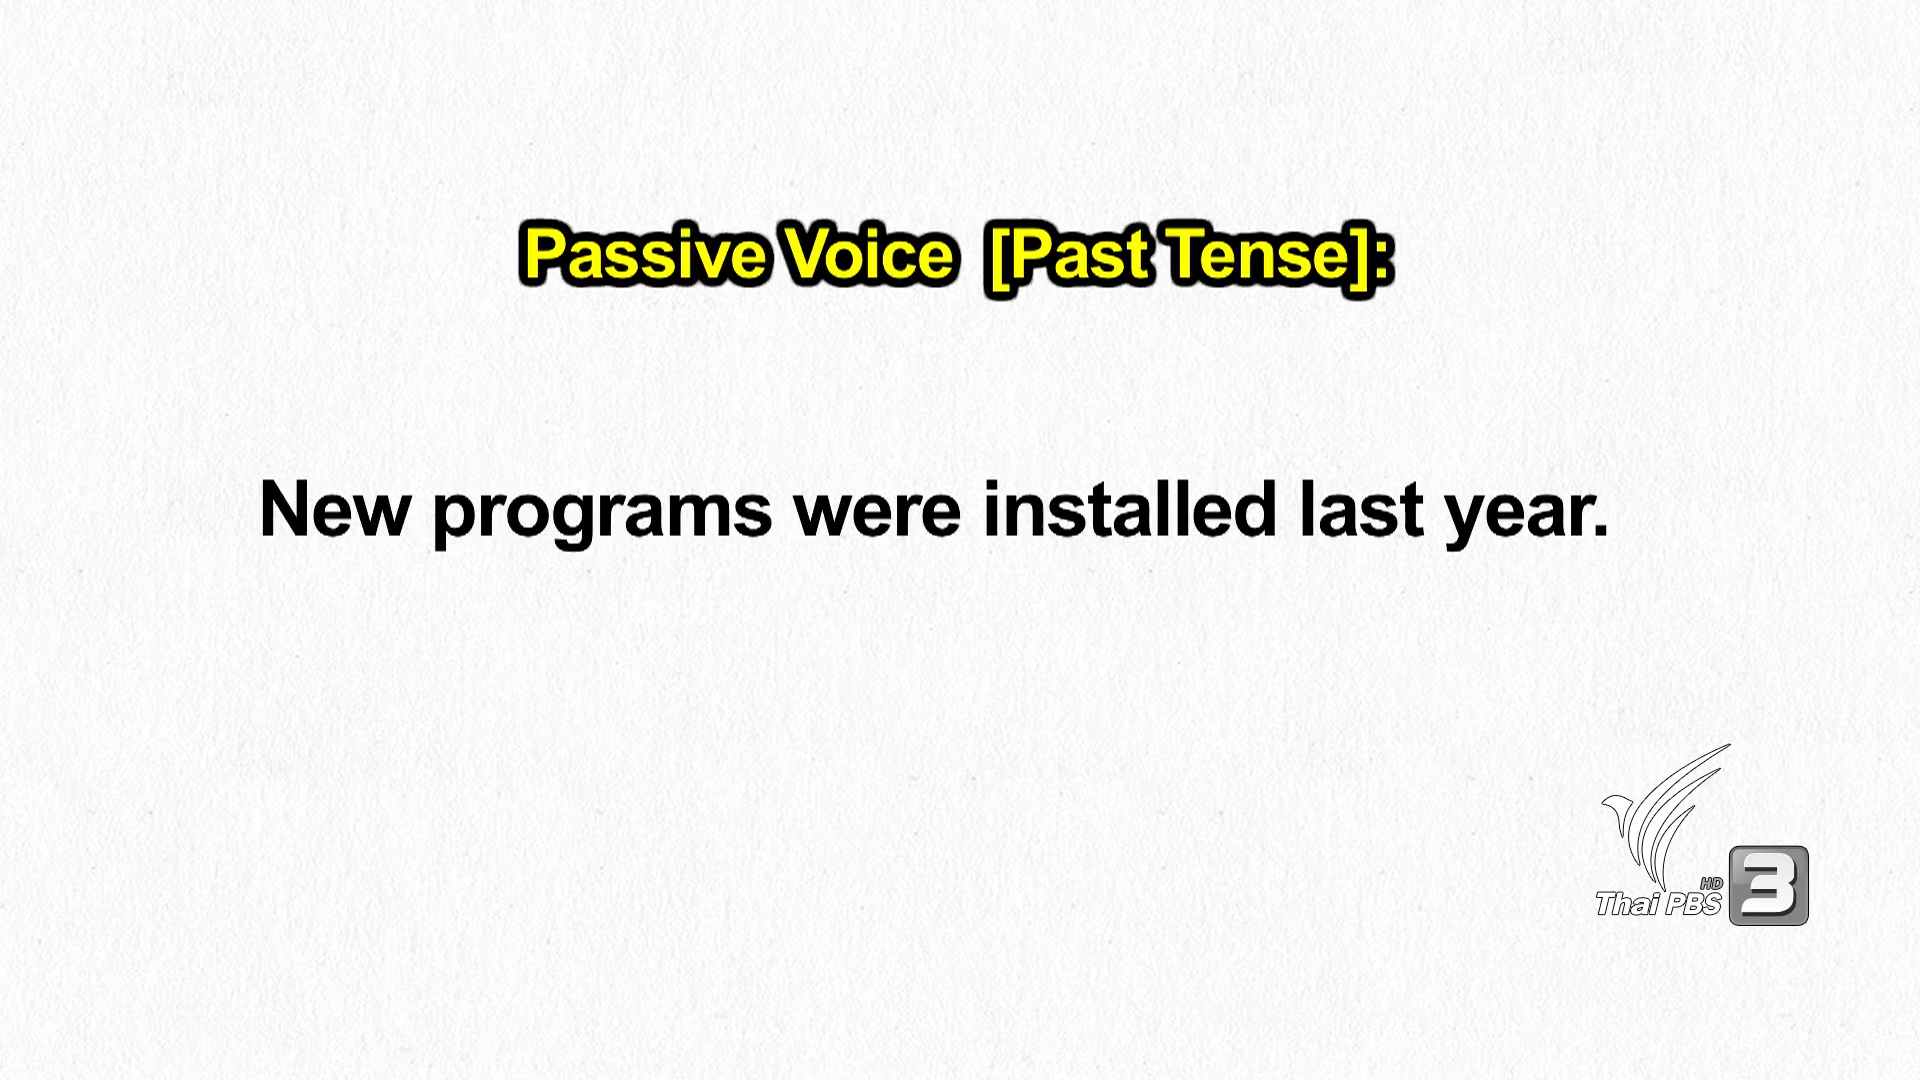 Passive Voice [Past Tense]:
New programs were installed last year.
HD
Thai PBS 3